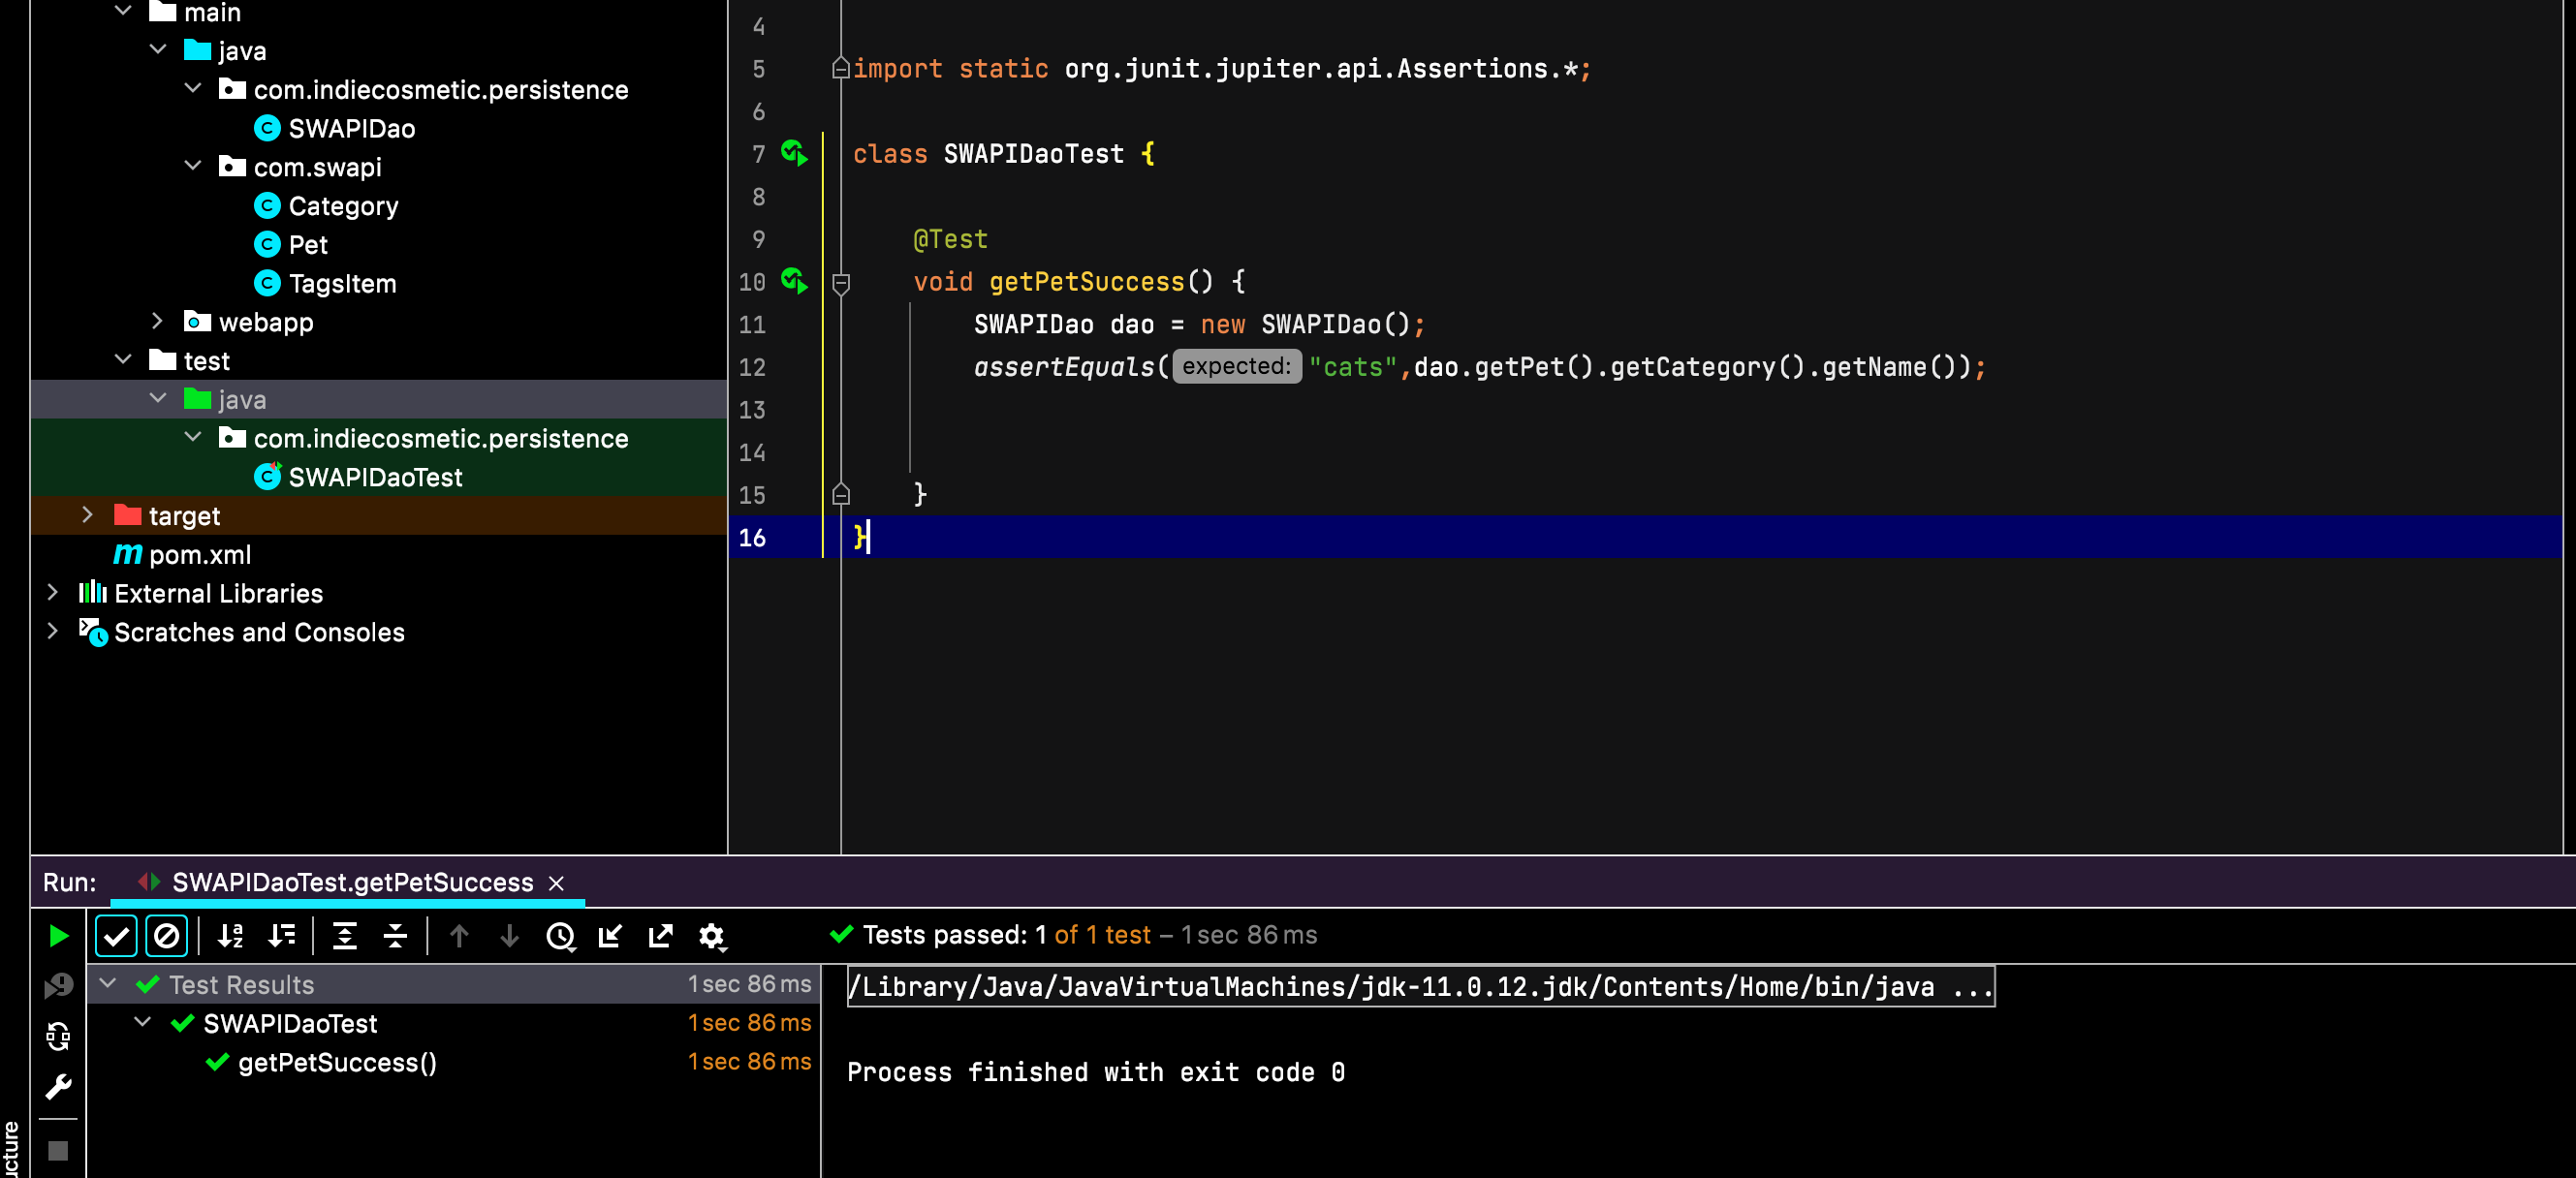 main
java
com.indiecosmetic.persistence
SWAPIDao
com.swapi
Category
Pet
TagsItem
webapp
test
java
com.indiecosmetic.persistence
SWAPIDaoTest
target
pom.xml
External Libraries
Scratches and Consoles
4
5 import static org.junit.jupiter.api.Assertions.*;
6
7 class SWAPIDaoTest {
8
9 @Test
10 void getPetSuccess() {
11 SWAPIDao dao = new SWAPIDao();
12 assertEquals( expected: "cats",dao.getPet().getCategory().getName());
13
14
15 }
16 }
Run: SWAPIDaoTest.getPetSuccess
Tests passed: 1 of 1 test – 1 sec 86 ms
Test Results 1 sec 86 ms
SWAPIDaoTest 1 sec 86 ms
getPetSuccess() 1 sec 86 ms
/Library/Java/JavaVirtualMachines/jdk-11.0.12.jdk/Contents/Home/bin/java ...
Process finished with exit code 0
ucture